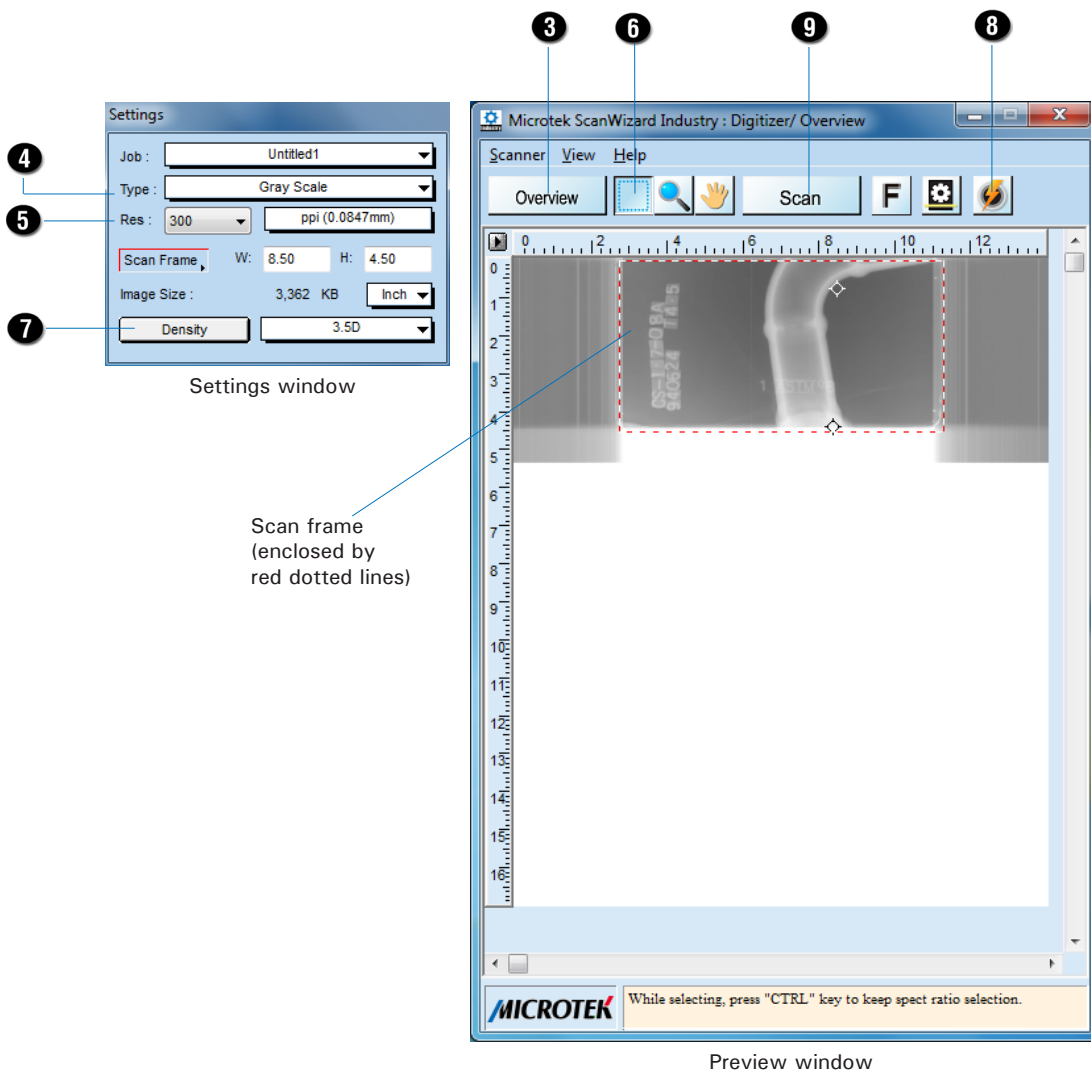 3
6
9
8
Settings
Job : Untitled1
4
Type : Gray Scale
5
Res : 300 ppi (0.0847mm)
Scan Frame W: 8.50 H: 4.50
Image Size : 3,362 KB Inch
7
Density 3.5D
Settings window
Microtek ScanWizard Industry : Digitizer/ Overview
Scanner View Help
Overview Scan F
0 2 4 6 8 10 12
0
1
2
3
4
5
6
7
8
9
10
11
12
13
14
15
16
940624
Scan frame
(enclosed by
red dotted lines)
MICROTEK
While selecting, press "CTRL" key to keep spect ratio selection.
Preview window